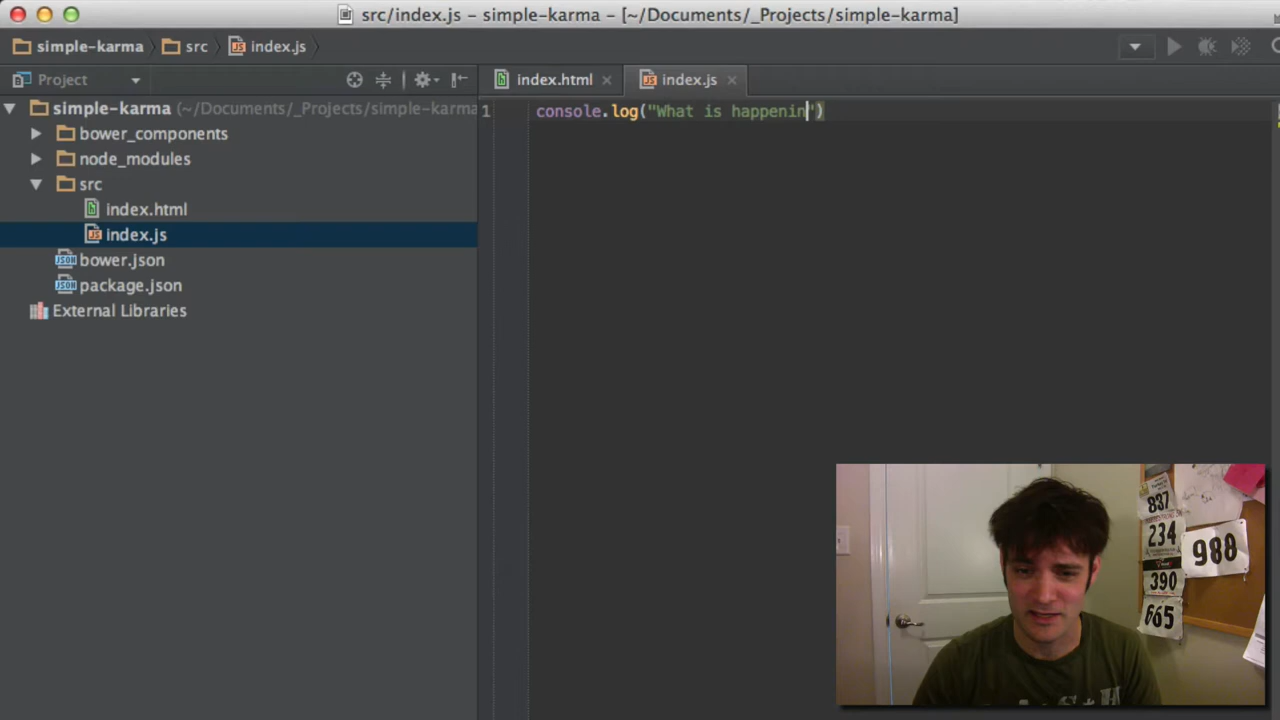 src/index.js – simple-karma – [~/Documents/_Projects/simple-karma]
simple-karma src index.js
Project
index.html index.js
simple-karma (~/Documents/_Projects/simple-karma
1 console.log("What is happenin")
bower_components
node_modules
src
index.html
index.js
bower.json
package.json
External Libraries
837
234
988
390
665